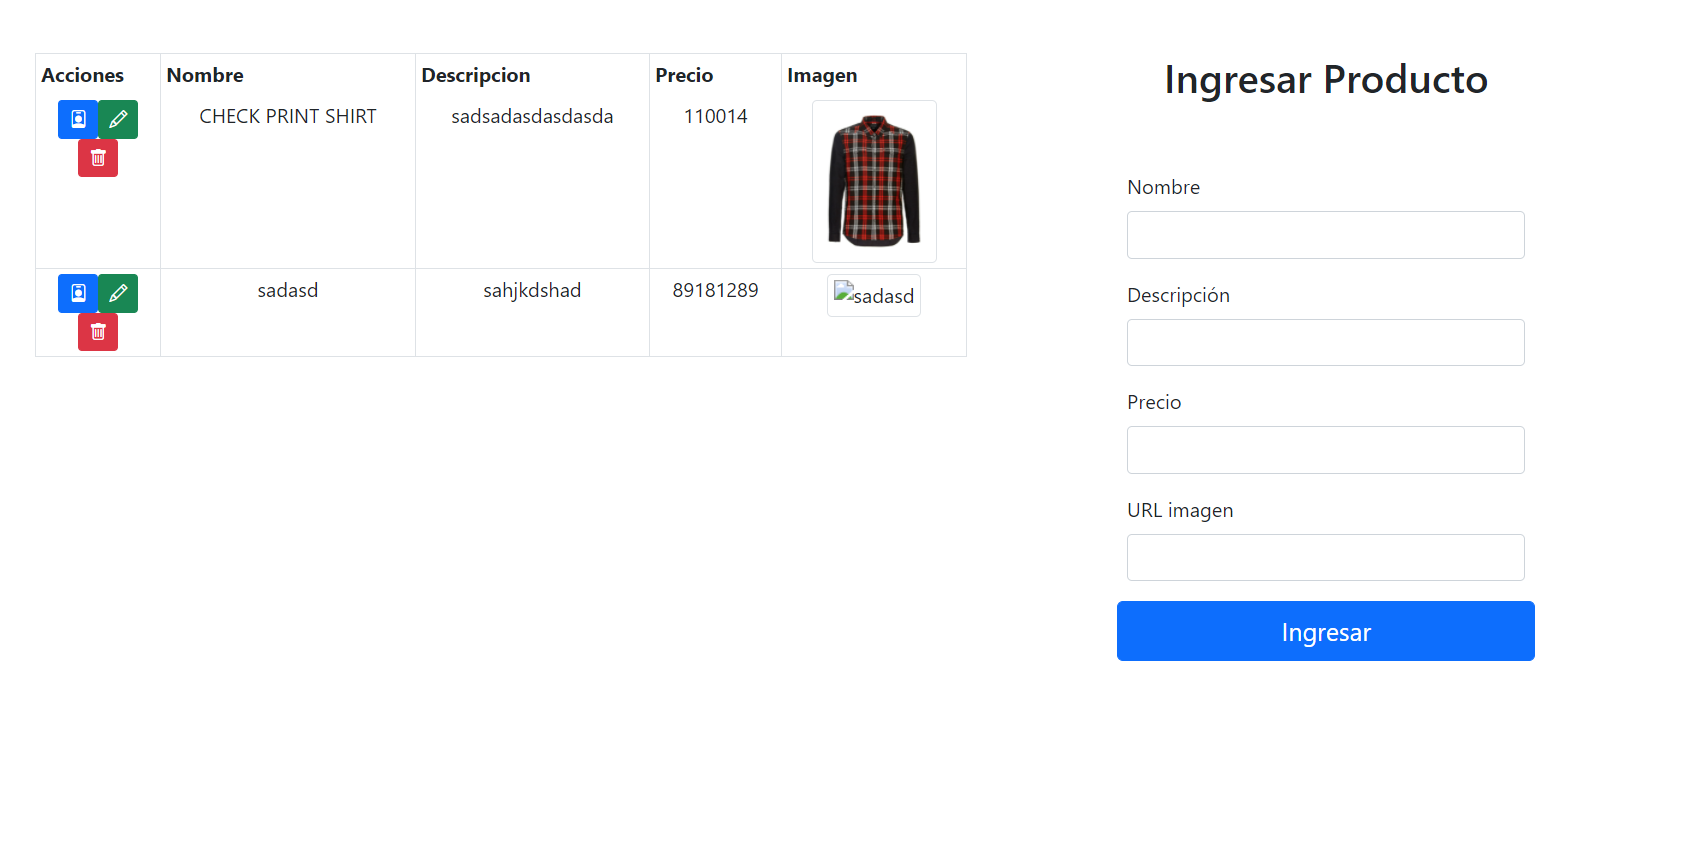 Acciones Nombre Descripcion Precio Imagen
CHECK PRINT SHIRT sadsadasdasdasda 110014
sadasd sahjkdshad 89181289 sadasd
Ingresar Producto
Nombre
Descripción
Precio
URL imagen
Ingresar